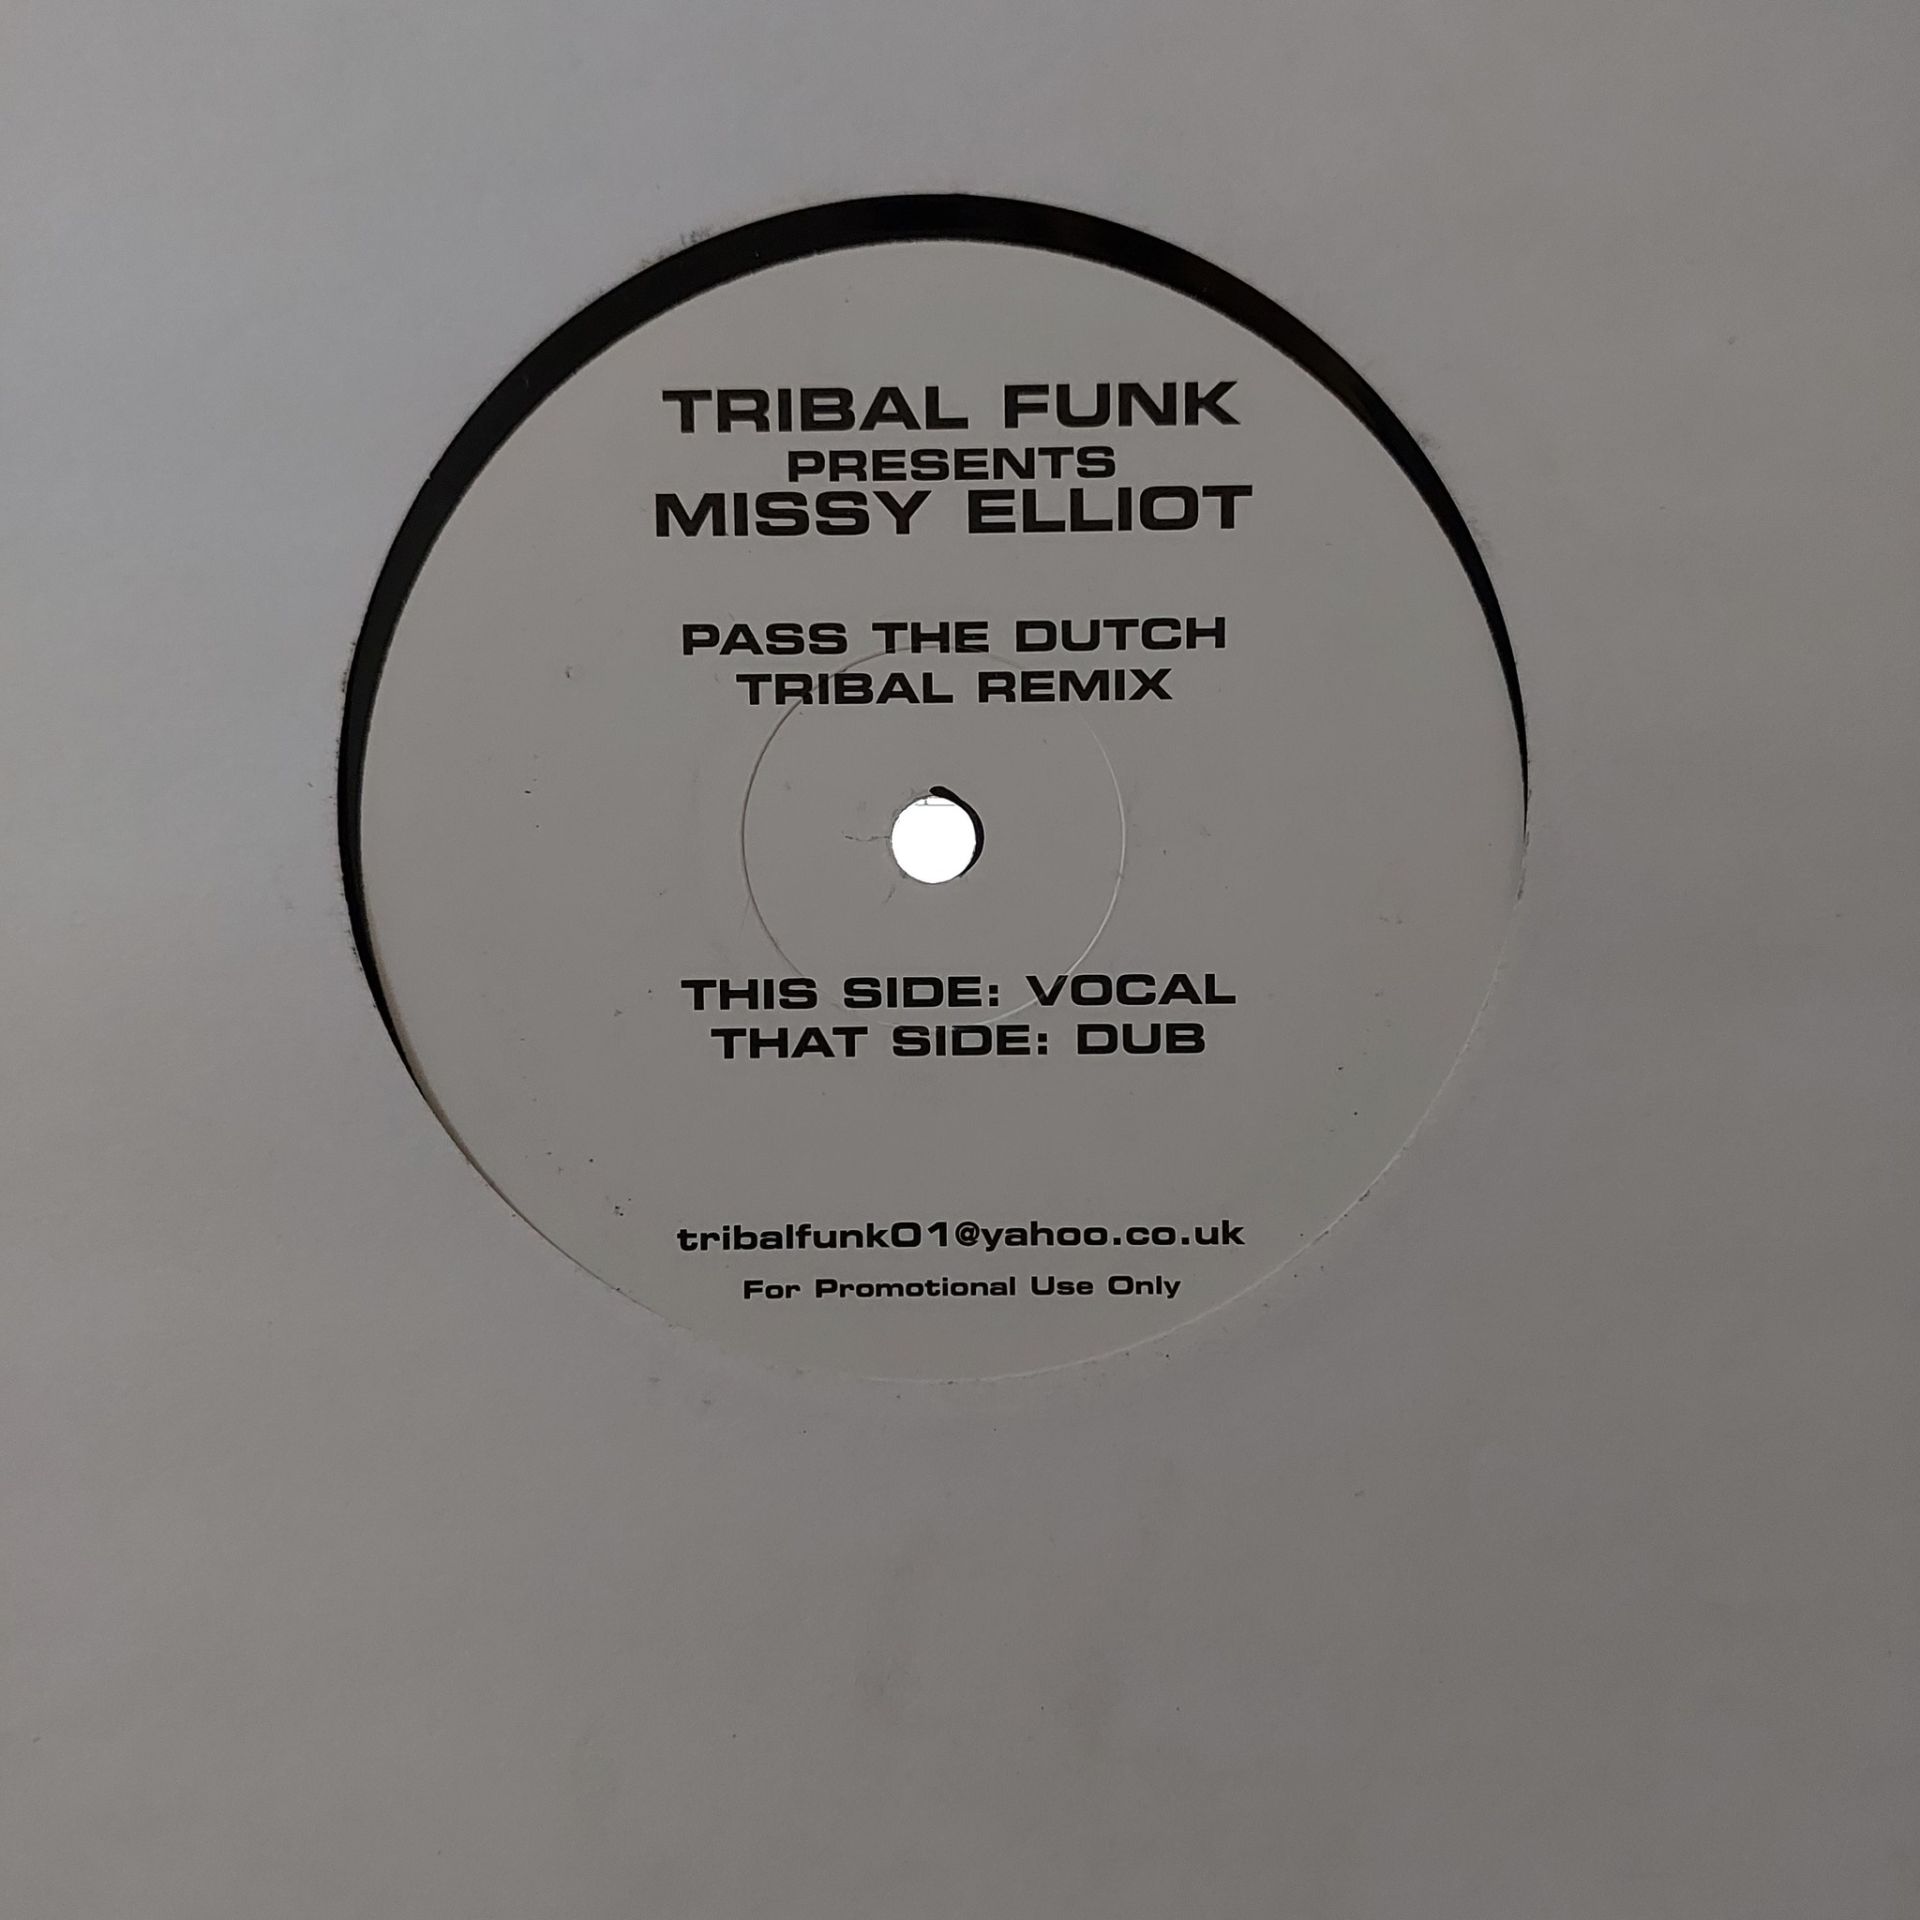 TRIBAL FUNK
PRESENTS
MISSY ELLIOT
PASS THE DUTCH
TRIBAL REMIX
THIS SIDE: VOCAL
THAT SIDE: DUB
tribalfunk01@yahoo.co.uk
For Promotional Use Only